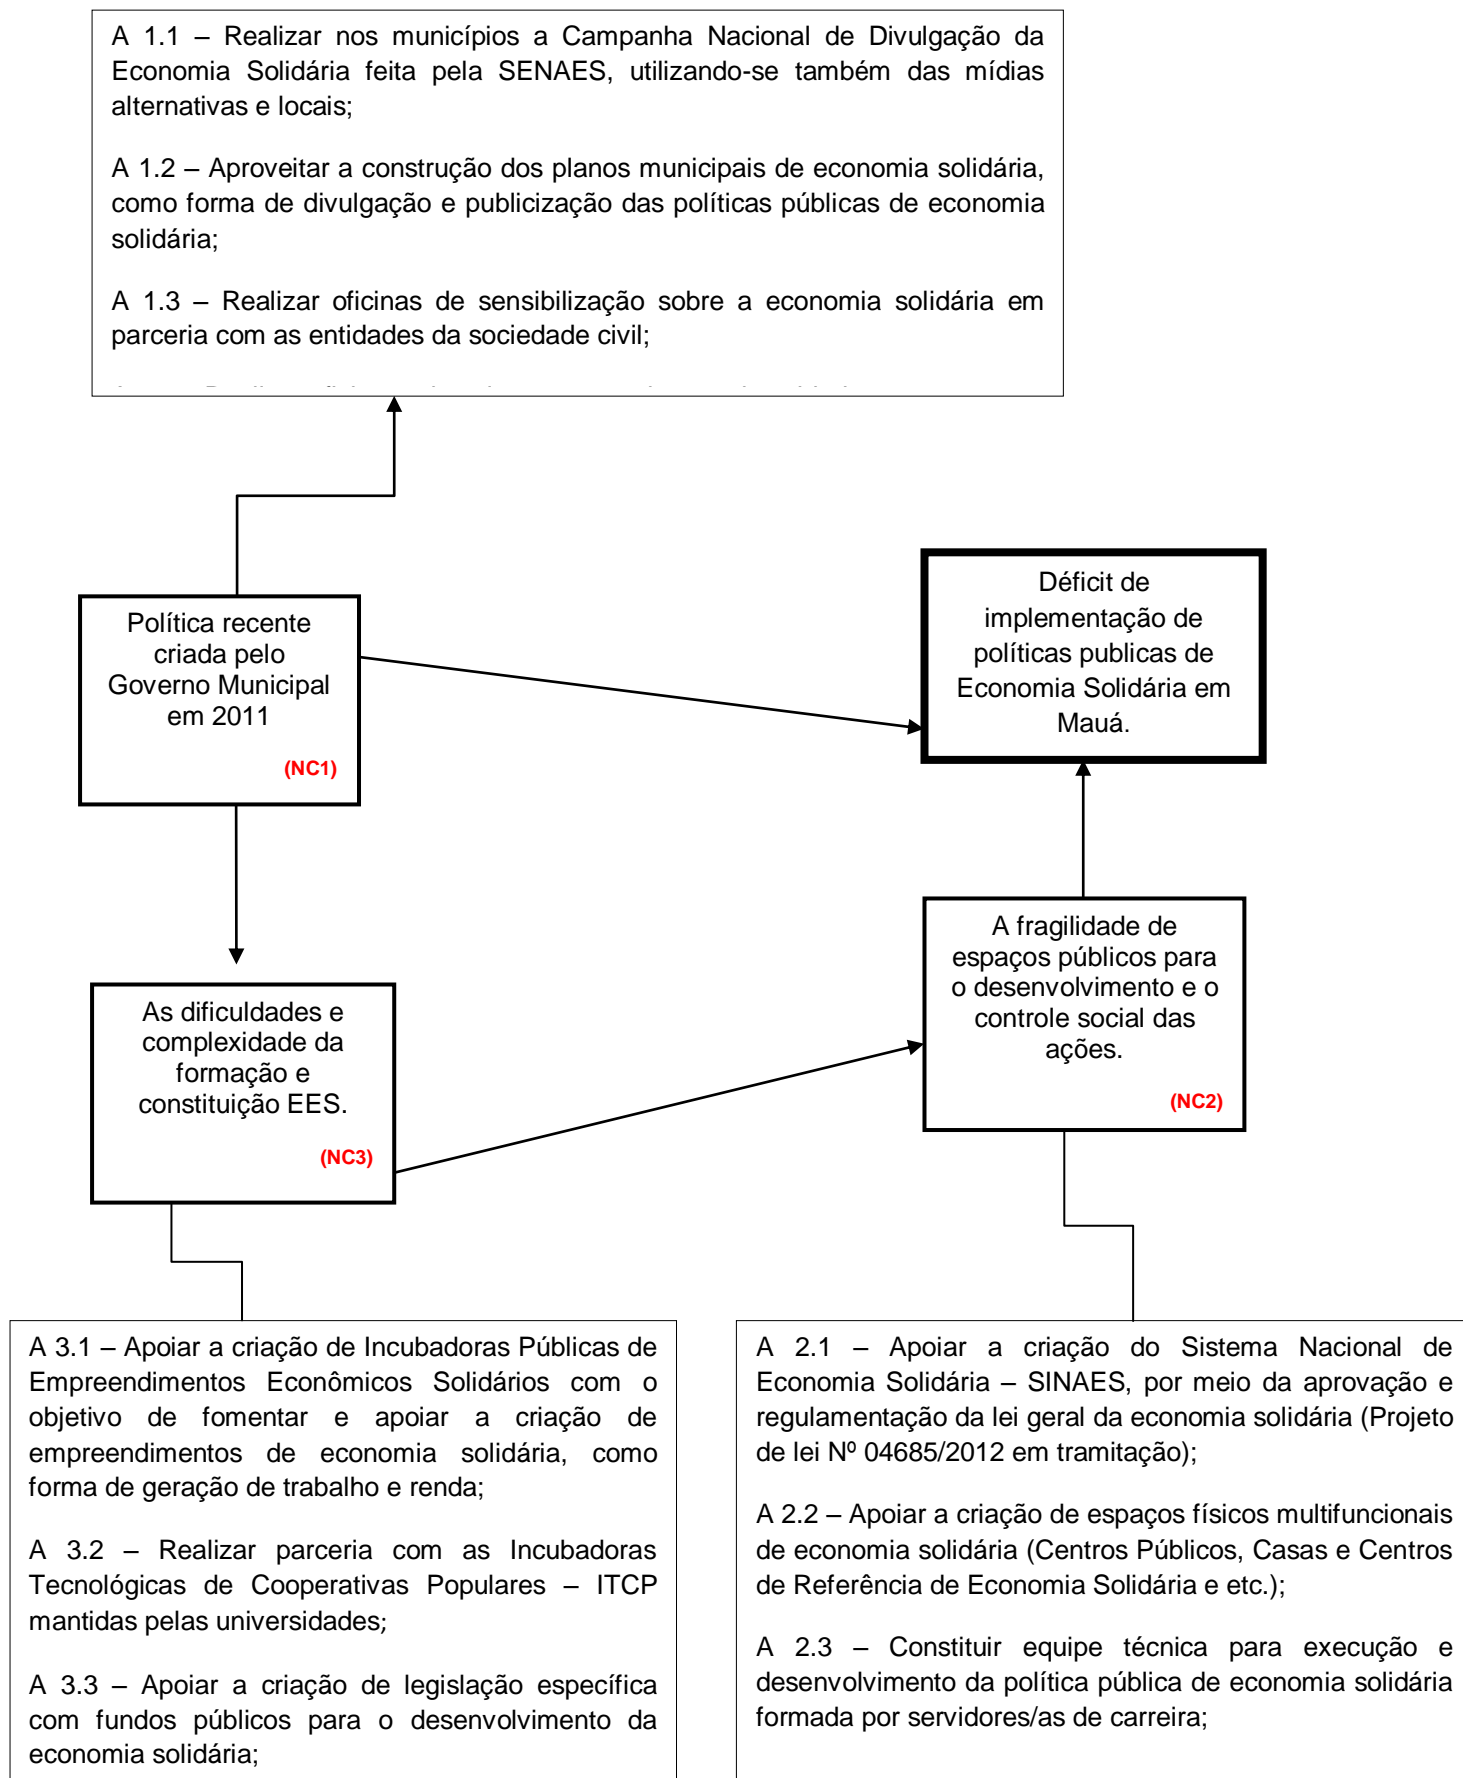 A 1.1 – Realizar nos municípios a Campanha Nacional de Divulgação da
Economia Solidária feita pela SENAES, utilizando-se também das mídias
alternativas e locais;
A 1.2 – Aproveitar a construção dos planos municipais de economia solidária,
como forma de divulgação e publicização das políticas públicas de economia
solidária;
A 1.3 – Realizar oficinas de sensibilização sobre a economia solidária em
parceria com as entidades da sociedade civil;
Política recente
criada pelo
Governo Municipal
em 2011
(NC1)
Déficit de
implementação de
políticas publicas de
Economia Solidária em
Mauá.
As dificuldades e
complexidade da
formação e
constituição EES.
(NC3)
A fragilidade de
espaços públicos para
o desenvolvimento e o
controle social das
ações.
(NC2)
A 3.1 – Apoiar a criação de Incubadoras Públicas de
Empreendimentos Econômicos Solidários com o
objetivo de fomentar e apoiar a criação de
empreendimentos de economia solidária, como
forma de geração de trabalho e renda;
A 3.2 – Realizar parceria com as Incubadoras
Tecnológicas de Cooperativas Populares – ITCP
mantidas pelas universidades;
A 3.3 – Apoiar a criação de legislação específica
com fundos públicos para o desenvolvimento da
economia solidária;
A 2.1 – Apoiar a criação do Sistema Nacional de
Economia Solidária – SINAES, por meio da aprovação e
regulamentação da lei geral da economia solidária (Projeto
de lei Nº 04685/2012 em tramitação);
A 2.2 – Apoiar a criação de espaços físicos multifuncionais
de economia solidária (Centros Públicos, Casas e Centros
de Referência de Economia Solidária e etc.);
A 2.3 – Constituir equipe técnica para execução e
desenvolvimento da política pública de economia solidária
formada por servidores/as de carreira;